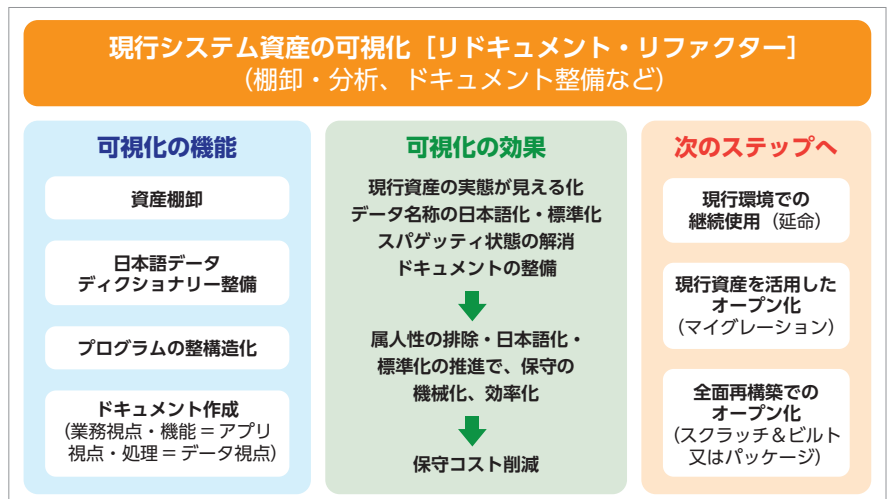 現行システム資産の可視化［リドキュメント・リファクター］
（棚卸・分析、ドキュメント整備など）
可視化の機能
資産棚卸
日本語データ
ディクショナリー整備
プログラムの整構造化
ドキュメント作成
（業務視点・機能＝アプリ
視点・処理＝データ視点）
可視化の効果
現行資産の実態が見える化
データ名称の日本語化・標準化
スパゲッティ状態の解消
ドキュメントの整備
属人性の排除・日本語化・
標準化の推進で、保守の
機械化、効率化
保守コスト削減
次のステップへ
現行環境での
継続使用（延命）
現行資産を活用した
オープン化
（マイグレーション）
全面再構築での
オープン化
（スクラッチ＆ビルト
又はパッケージ）